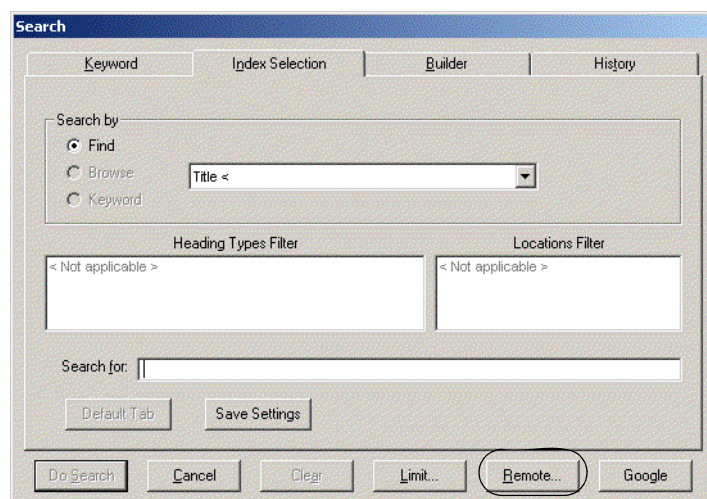 Search
Keyword Index Selection Builder History
Search by
Find
Browse
Title <
Keyword
Heading Types Filter Locations Filter
< Not applicable > < Not applicable >
Search for:
Default Tab Save Settings
Do Search Cancel Clear Limit... Remote... Google